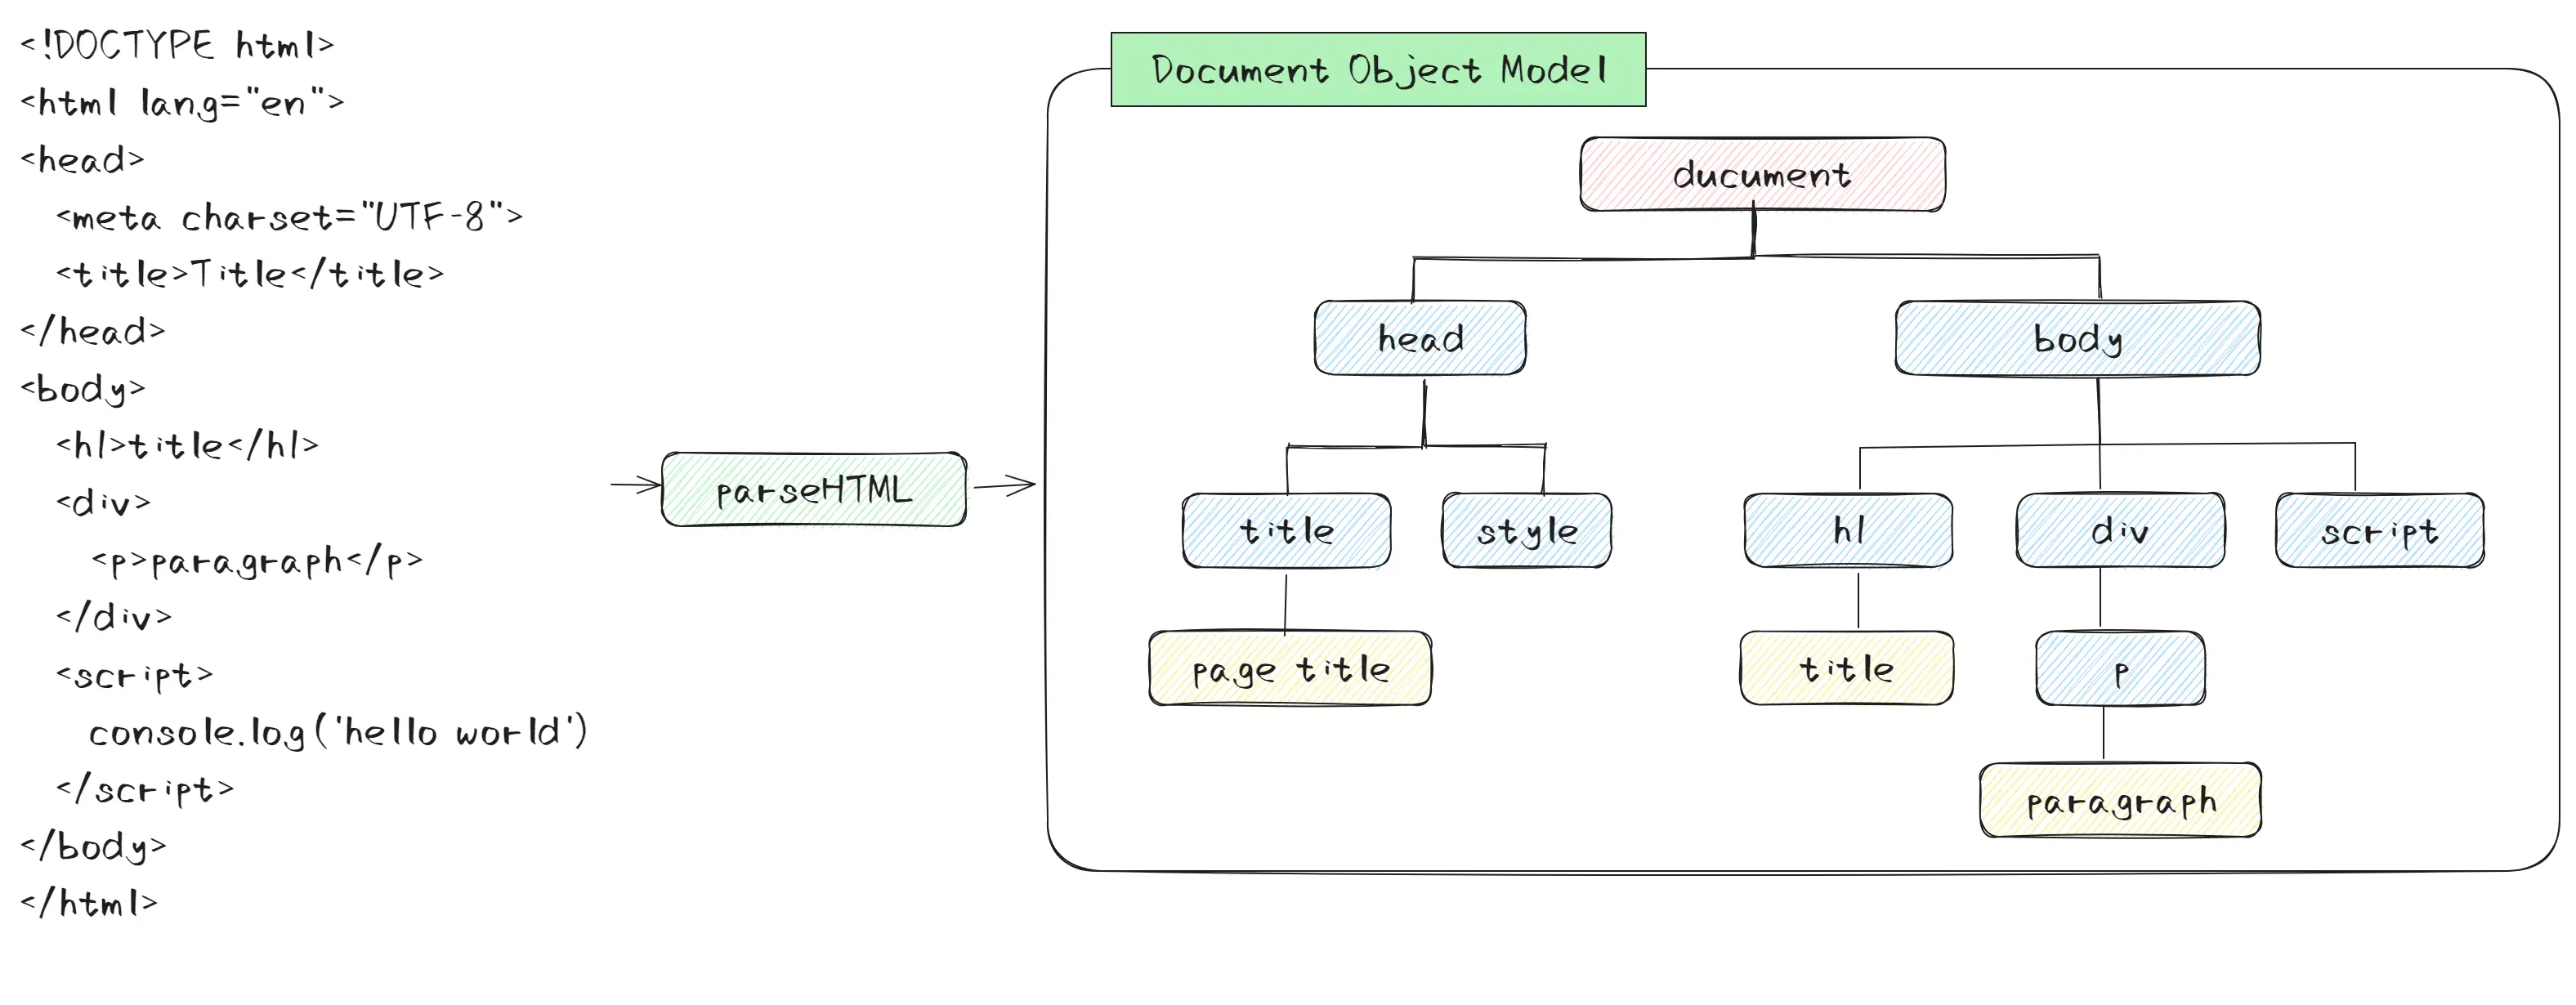 <!DOCTYPE html>
<html lang="en">
<head>
<meta charset="UTF-8">
<title>Title</title>
</head>
<body>
<h1>title</h1>
<div>
<p>paragraph</p>
</div>
<script>
console.log('hello world')
</script>
</body>
</html>
parseHTML
Document Object Model
ducument
head
body
title
style
h1
div
script
page title
title
p
paragraph